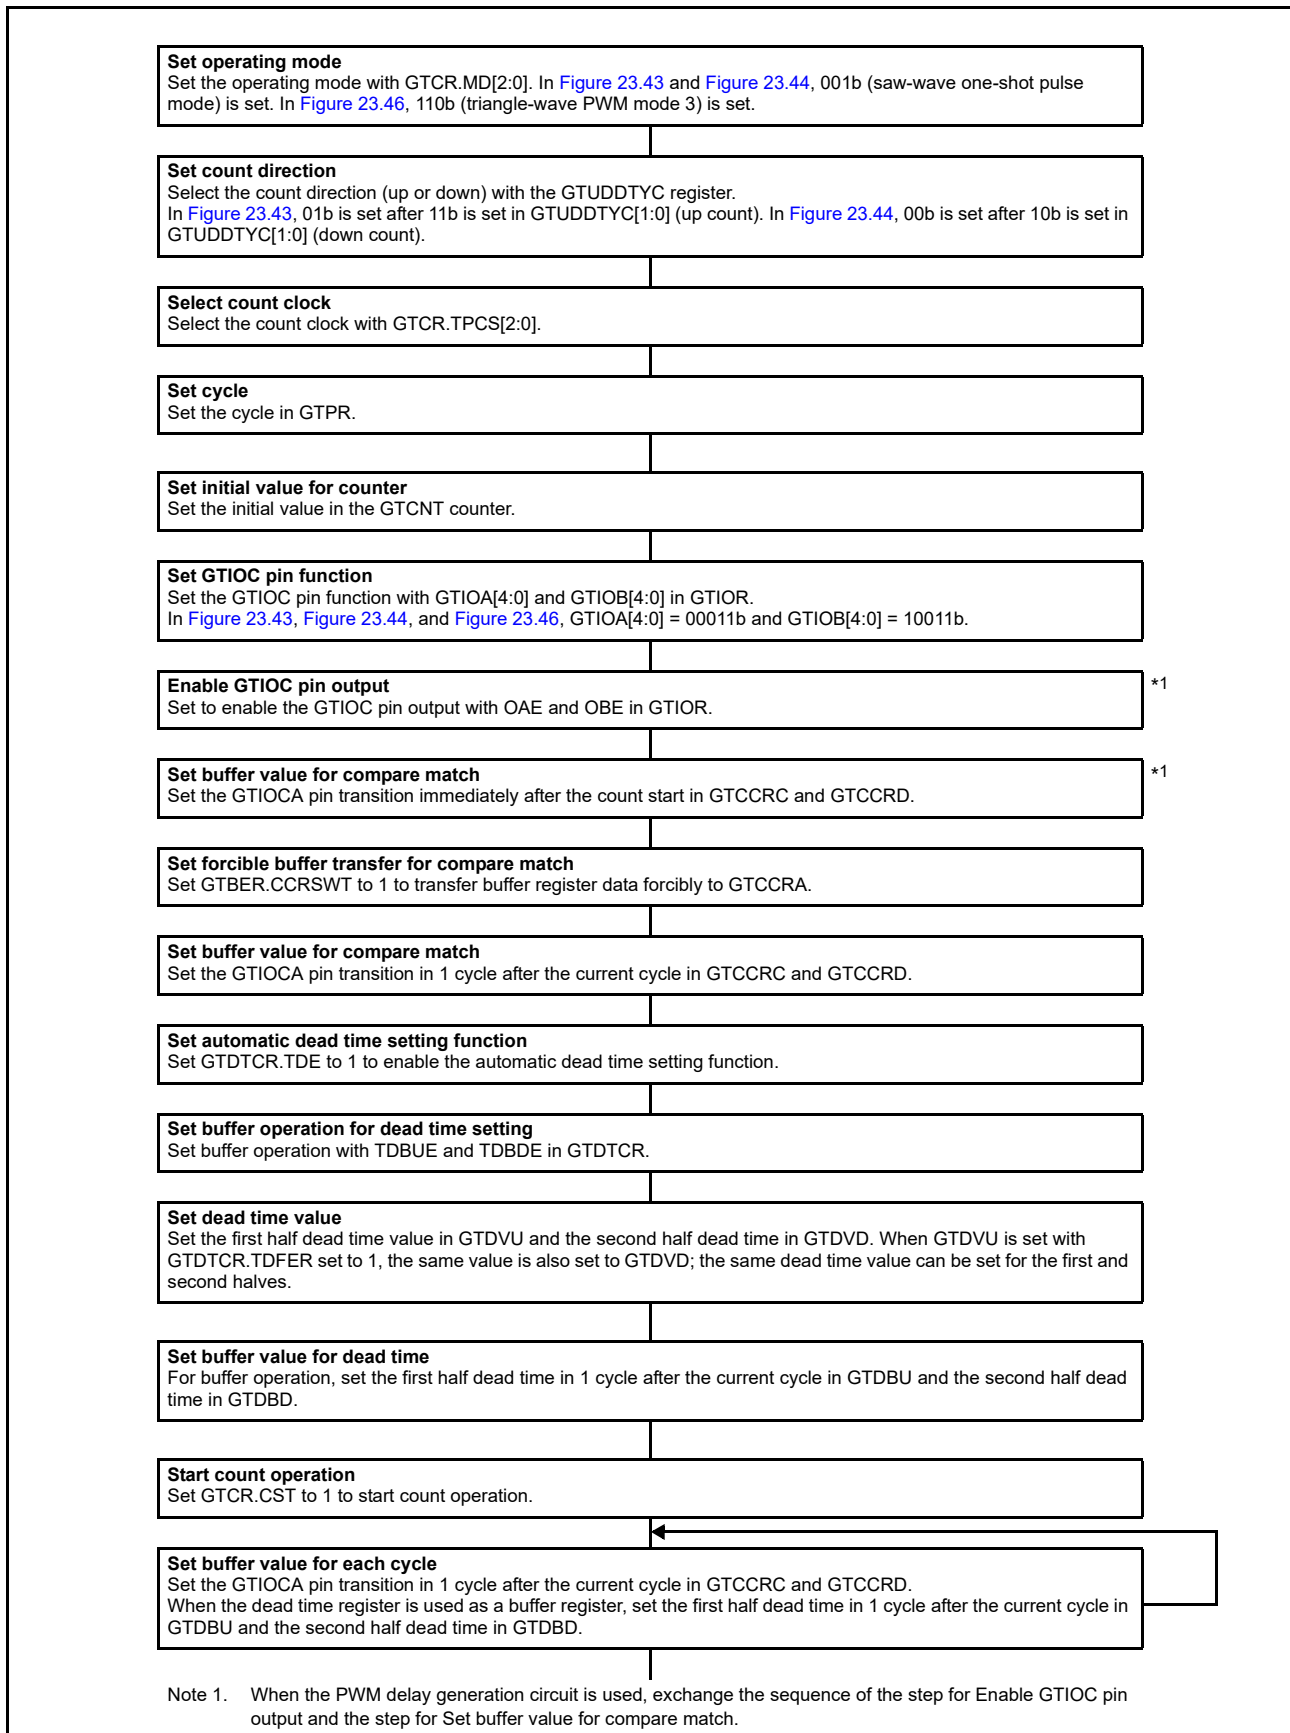 Set operating mode
Set the operating mode with GTCR.MD[2:0]. In Figure 23.43 and Figure 23.44, 001b (saw-wave one-shot pulse
mode) is set. In Figure 23.46, 110b (triangle-wave PWM mode 3) is set.
Set count direction
Select the count direction (up or down) with the GTUDDTYC register.
In Figure 23.43, 01b is set after 11b is set in GTUDDTYC[1:0] (up count). In Figure 23.44, 00b is set after 10b is set in
GTUDDTYC[1:0] (down count).
Select count clock
Select the count clock with GTCR.TPCS[2:0].
Set cycle
Set the cycle in GTPR.
Set initial value for counter
Set the initial value in the GTCNT counter.
Set GTIOC pin function
Set the GTIOC pin function with GTIOA[4:0] and GTIOB[4:0] in GTIOR.
In Figure 23.43, Figure 23.44, and Figure 23.46, GTIOA[4:0] = 00011b and GTIOB[4:0] = 10011b.
Enable GTIOC pin output *1
Set to enable the GTIOC pin output with OAE and OBE in GTIOR.
Set buffer value for compare match *1
Set the GTIOCA pin transition immediately after the count start in GTCCRC and GTCCRD.
Set forcible buffer transfer for compare match
Set GTBER.CCRSWT to 1 to transfer buffer register data forcibly to GTCCRA.
Set buffer value for compare match
Set the GTIOCA pin transition in 1 cycle after the current cycle in GTCCRC and GTCCRD.
Set automatic dead time setting function
Set GTDTCR.TDE to 1 to enable the automatic dead time setting function.
Set buffer operation for dead time setting
Set buffer operation with TDBUE and TDBDE in GTDTCR.
Set dead time value
Set the first half dead time value in GTDVU and the second half dead time in GTDVD. When GTDVU is set with
GTDTCR.TDFER set to 1, the same value is also set to GTDVD; the same dead time value can be set for the first and
second halves.
Set buffer value for dead time
For buffer operation, set the first half dead time in 1 cycle after the current cycle in GTDBU and the second half dead
time in GTDBD.
Start count operation
Set GTCR.CST to 1 to start count operation.
Set buffer value for each cycle
Set the GTIOCA pin transition in 1 cycle after the current cycle in GTCCRC and GTCCRD.
When the dead time register is used as a buffer register, set the first half dead time in 1 cycle after the current cycle in
GTDBU and the second half dead time in GTDBD.
Note 1. When the PWM delay generation circuit is used, exchange the sequence of the step for Enable GTIOC pin
output and the step for Set buffer value for compare match.